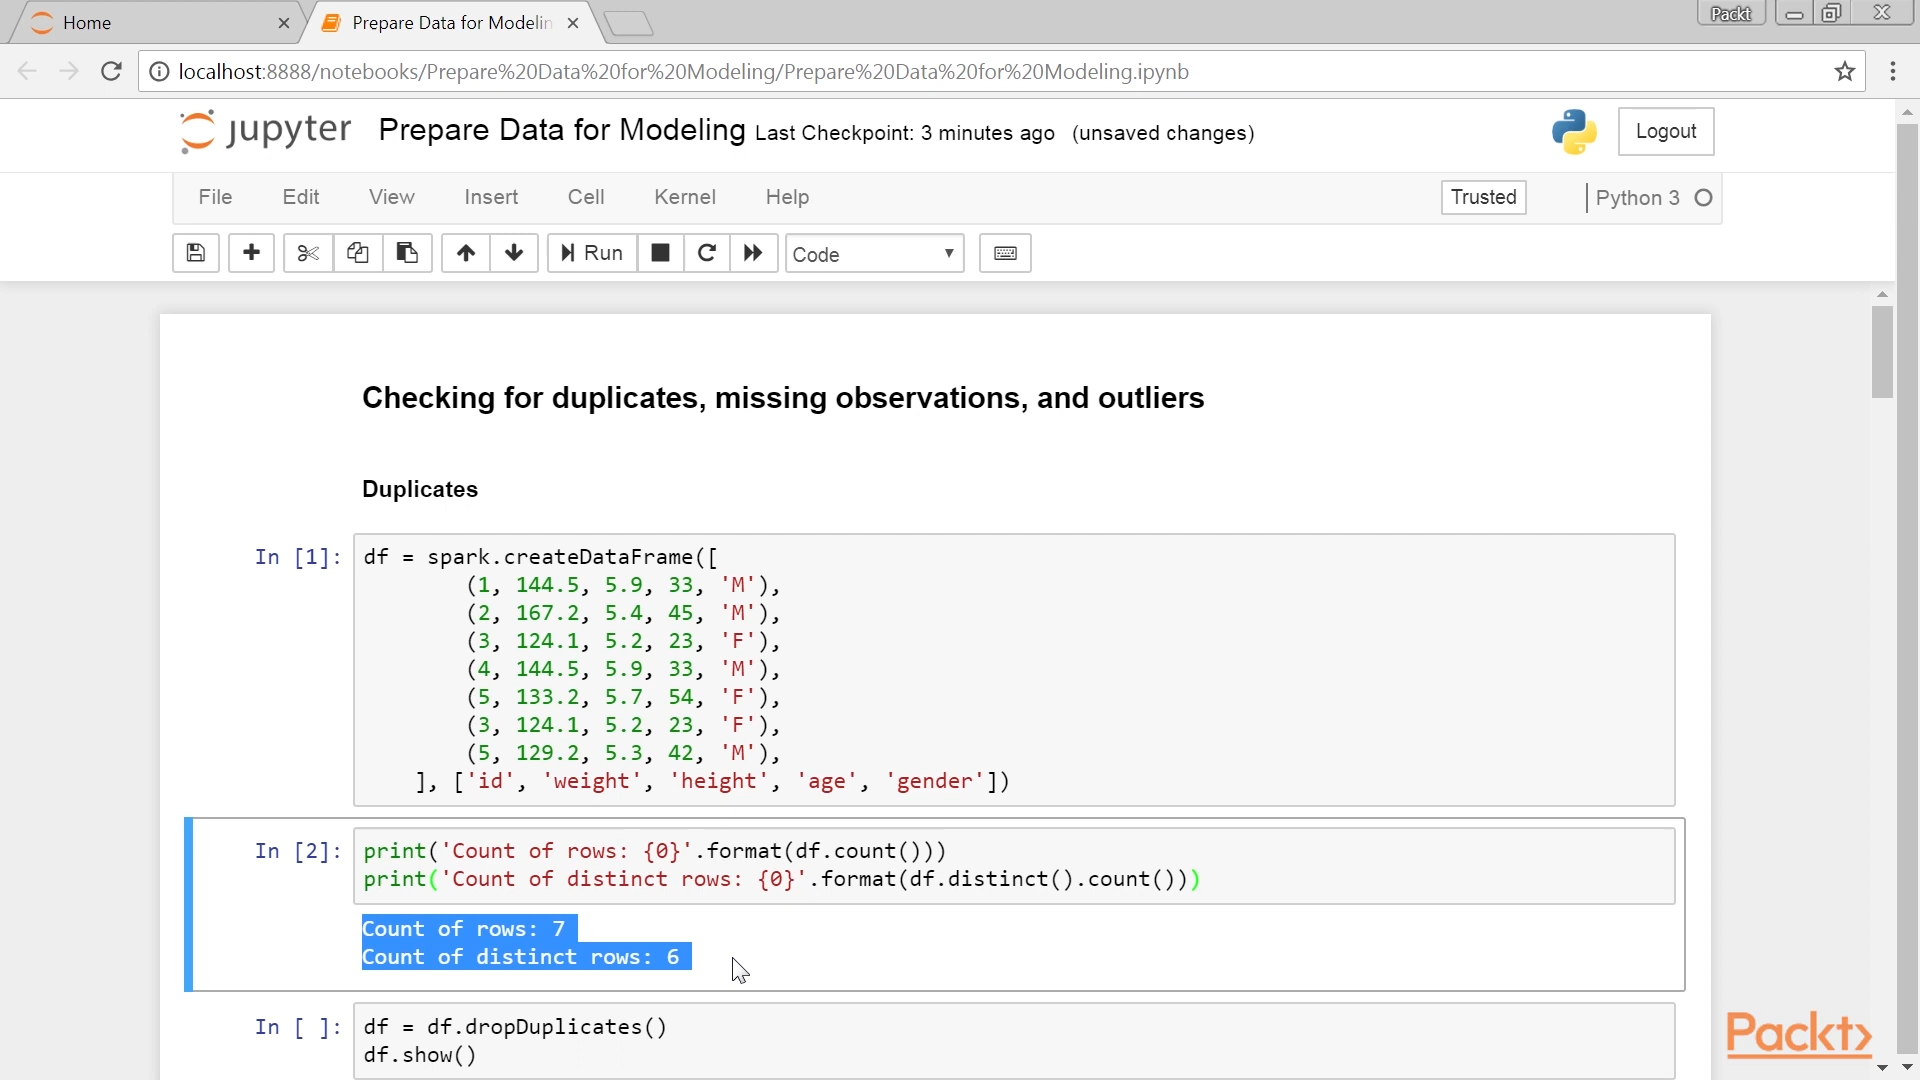 Home
Prepare Data for Modelin
Packt
localhost:8888/notebooks/Prepare%20Data%20for%20Modeling/Prepare%20Data%20for%20Modeling.ipynb
jupyter Prepare Data for Modeling Last Checkpoint: 3 minutes ago (unsaved changes)
Logout
File Edit View Insert Cell Kernel Help Trusted Python 3
Run Code
Checking for duplicates, missing observations, and outliers
Duplicates
In [1]: df = spark.createDataFrame([
(1, 144.5, 5.9, 33, 'M'),
(2, 167.2, 5.4, 45, 'M'),
(3, 124.1, 5.2, 23, 'F'),
(4, 144.5, 5.9, 33, 'M'),
(5, 133.2, 5.7, 54, 'F'),
(3, 124.1, 5.2, 23, 'F'),
(5, 129.2, 5.3, 42, 'M'),
], ['id', 'weight', 'height', 'age', 'gender'])
In [2]: print('Count of rows: {0}'.format(df.count()))
print('Count of distinct rows: {0}'.format(df.distinct().count()))
Count of rows: 7
Count of distinct rows: 6
In [ ]: df = df.dropDuplicates()
df.show()
Packt>